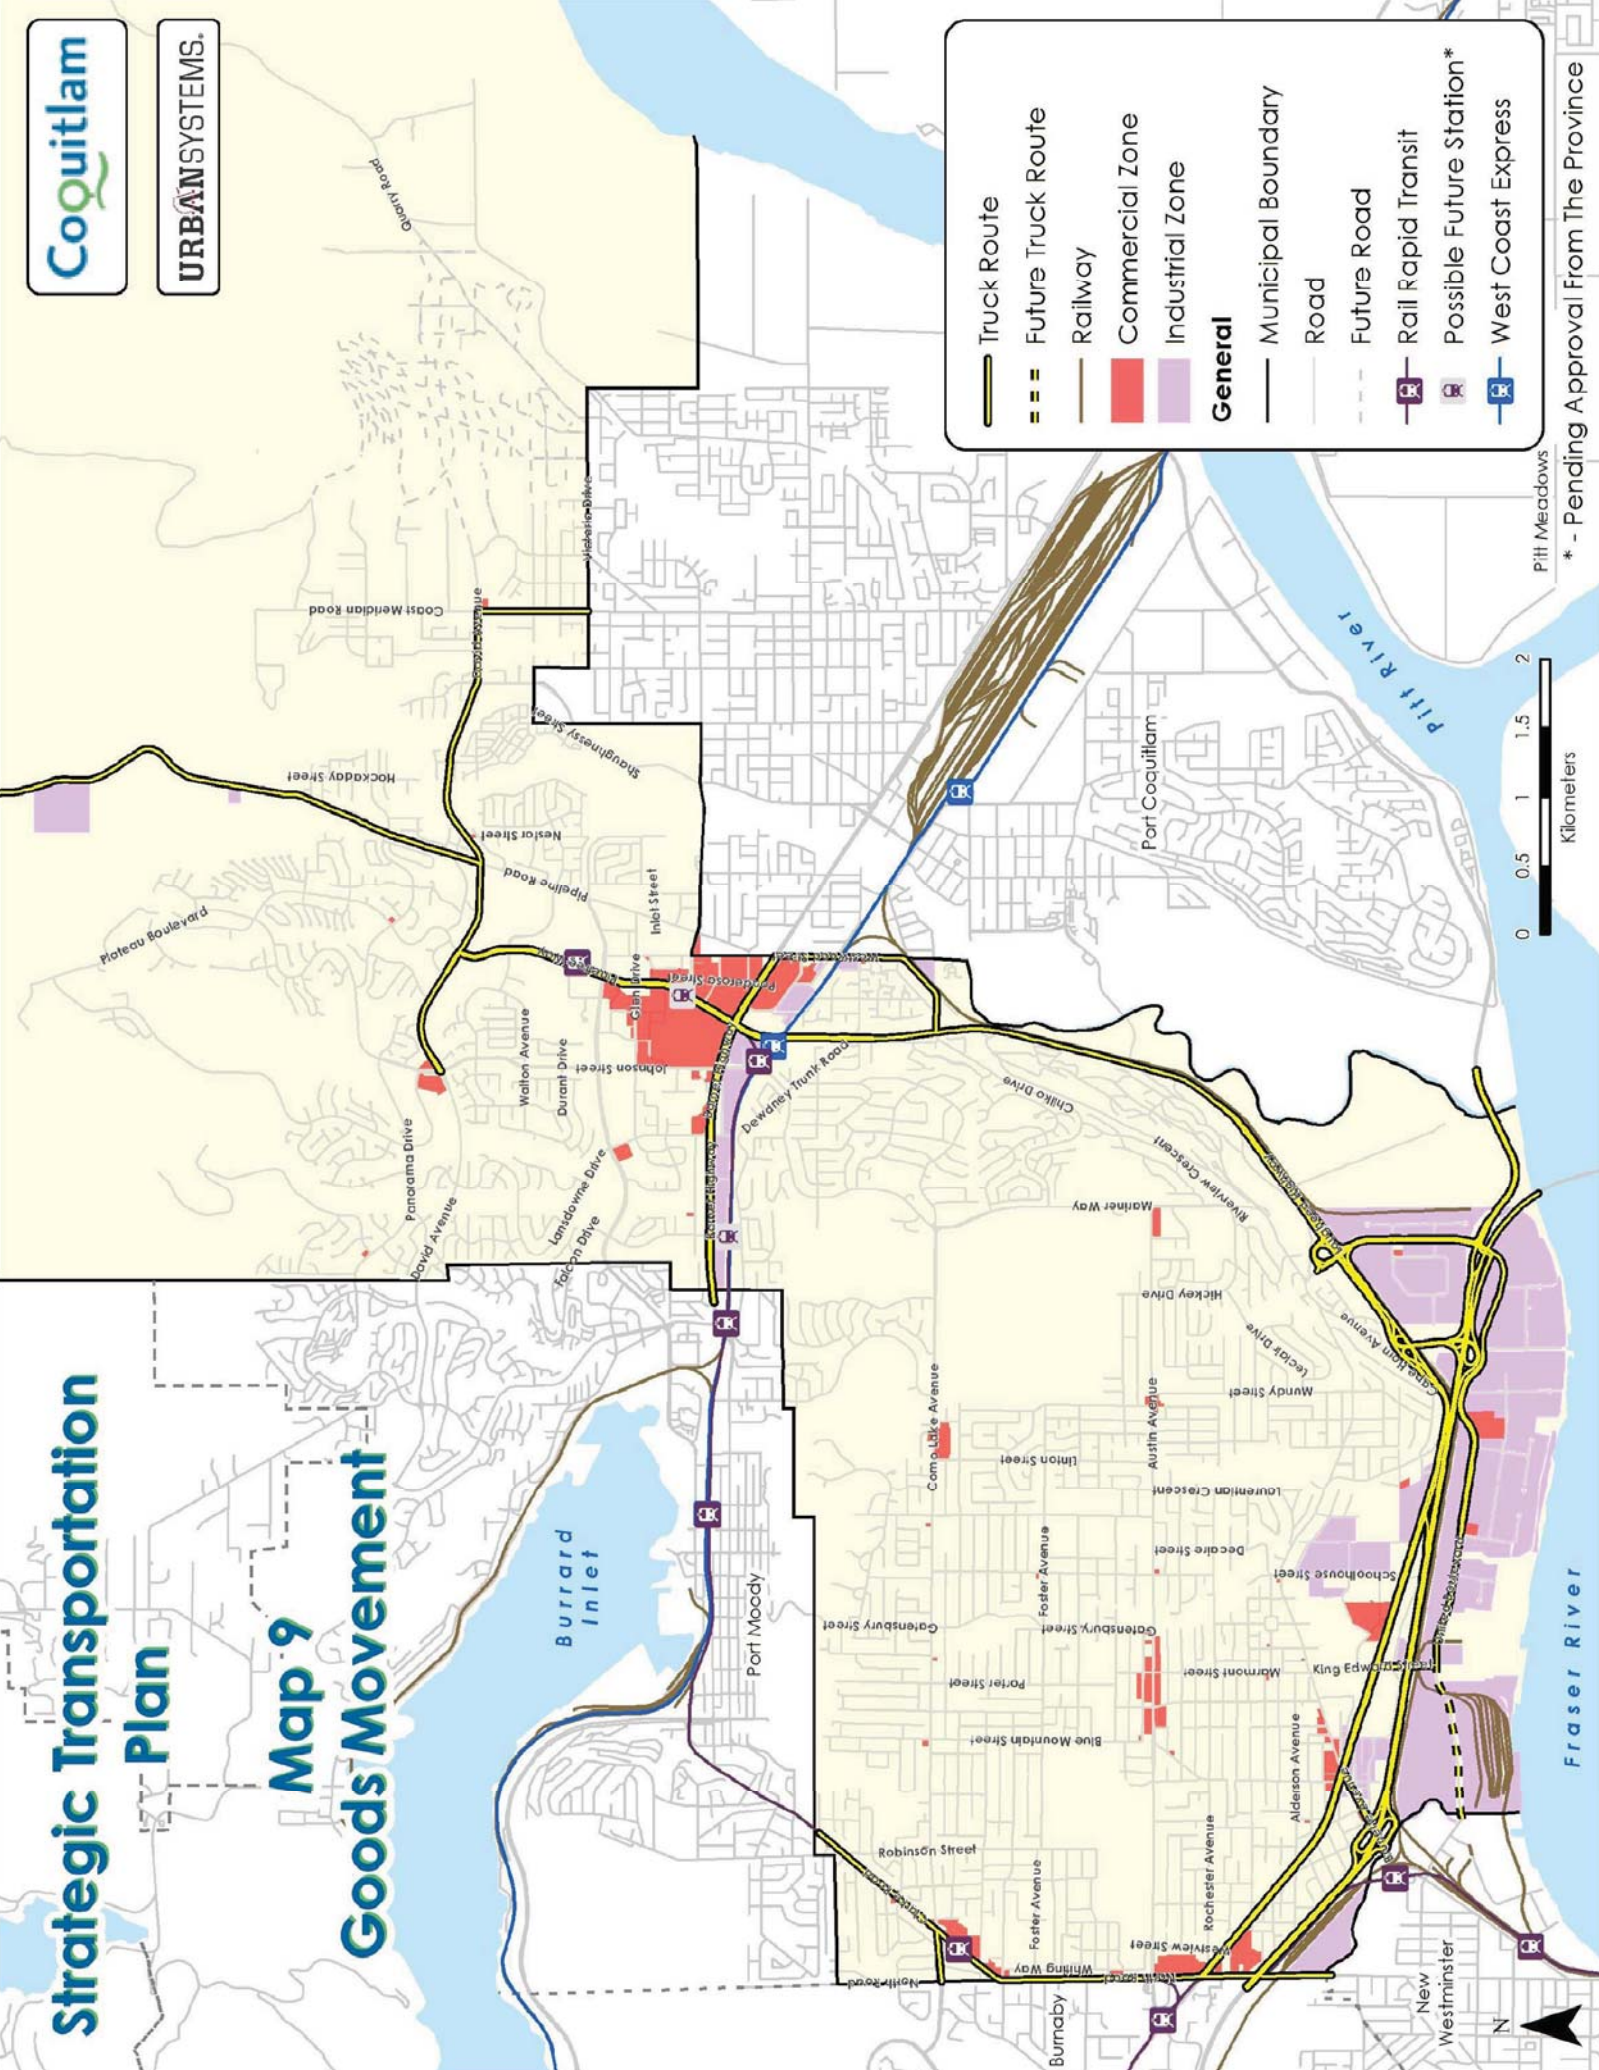 Strategic Transportation
Plan
Map 9
Goods Movement
Coquitlam
URBANSYSTEMS.
Truck Route
Future Truck Route
Railway
Commercial Zone
Industrial Zone
General
Municipal Boundary
Road
Future Road
Rail Rapid Transit
Possible Future Station*
West Coast Express
* - Pending Approval From The Province
Quarry Road
Victoria Drive
Coast Meridian Road
Hockaday Street
Shaughnessy Street
Nestor Street
Pipeline Road
Plateau Boulevard
Inlet Street
Glen Drive
Ponderosa Street
Walton Avenue
Durant Drive
Johnson Street
Panorama Drive
David Avenue
Lansdowne Drive
Falcon Drive
Dewdney Trunk Road
Chilko Drive
Riverview Crescent
Mariner Way
Hickey Drive
Leclair Drive
Cape Horn Avenue
Mundy Street
Como Lake Avenue
Austin Avenue
Linton Street
Laurentian Crescent
Decaire Street
Schoolhouse Street
Foster Avenue
Gatensbury Street
Gatensbury Street
Porter Street
Marmont Street
King Edward Street
Blue Mountain Street
Alderson Avenue
Robinson Street
Foster Avenue
Rochester Avenue
Westview Street
Whiting Way
North Road
Burrard
Inlet
Port Moody
Port Coquitlam
Pitt River
Pitt Meadows
Fraser River
Burnaby
New
Westminster
N
0 0.5 1 1.5 2
Kilometers